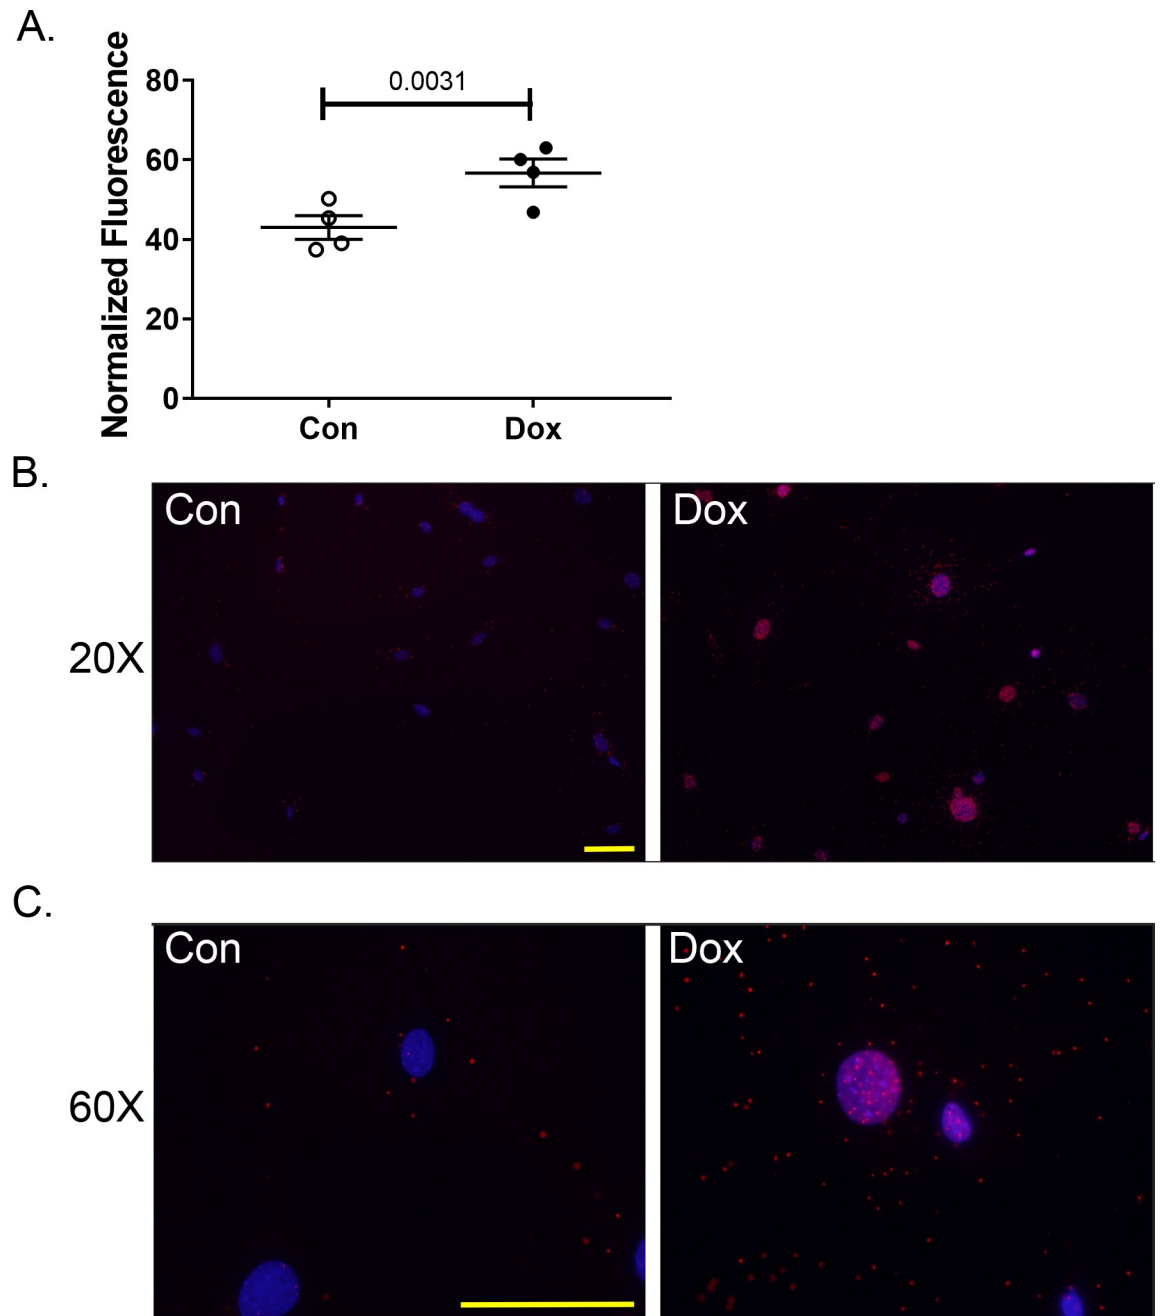 A.
Normalized Fluorescence
80
60
40
20
0
0.0031
Con
Dox
B.
20X
Con
Dox
C.
60X
Con
Dox